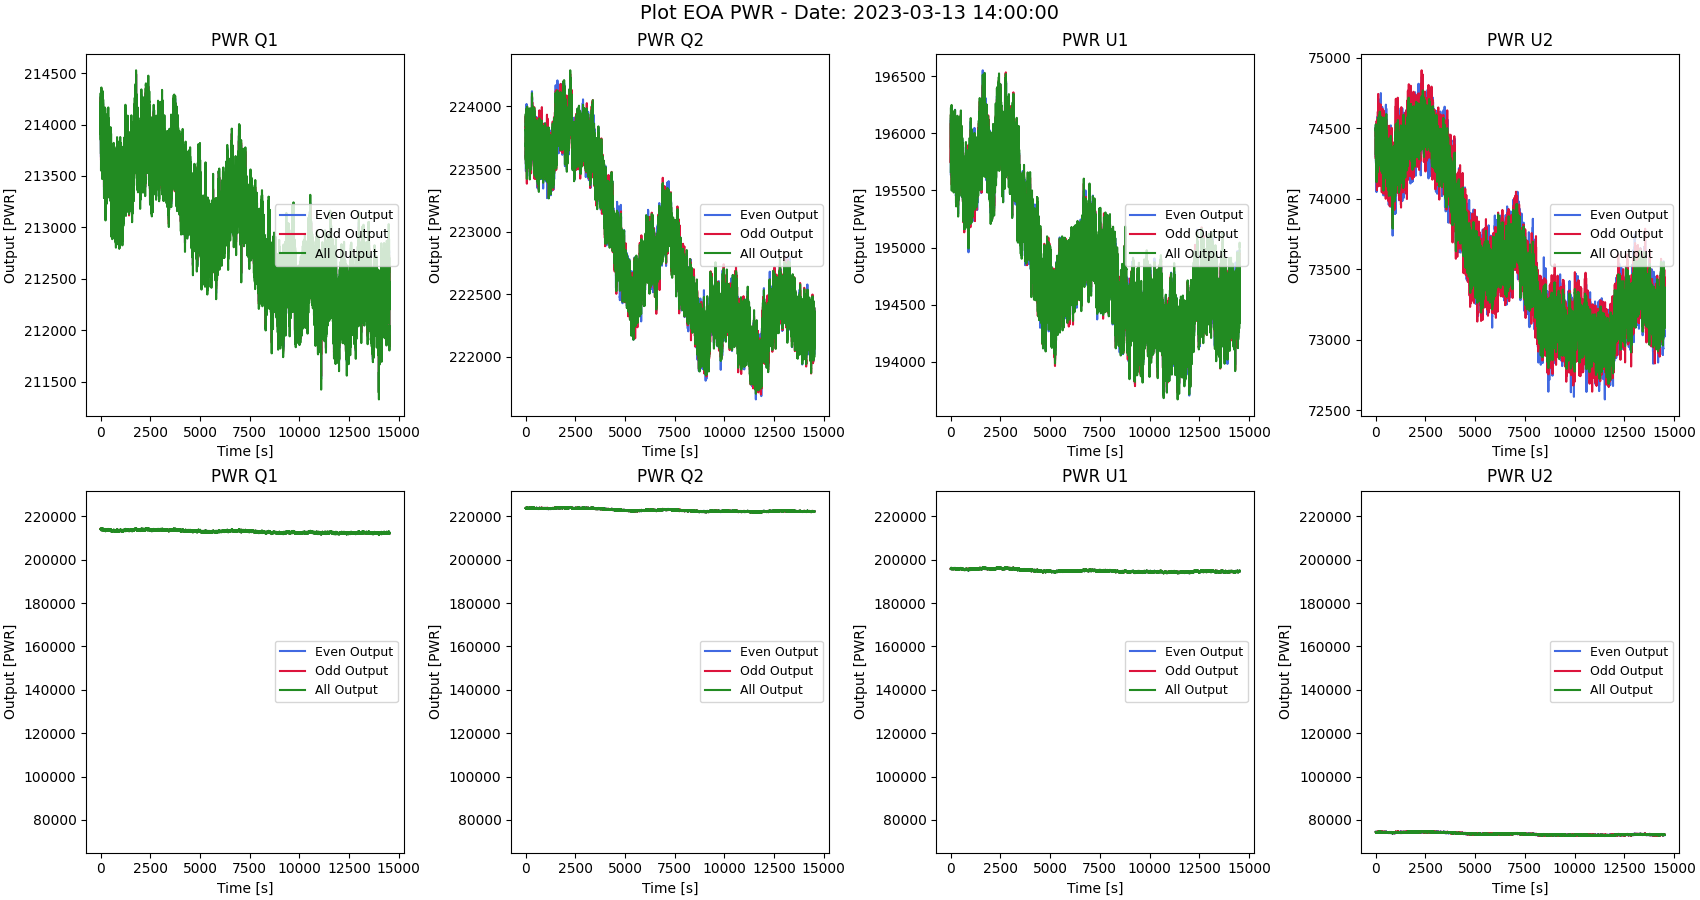 Plot EOA PWR - Date: 2023-03-13 14:00:00
PWR Q1
Output [PWR]
214500
214000
213500
213000
212500
212000
211500
0 2500 5000 7500 10000 12500 15000
Time [s]
Even Output
Odd Output
All Output
PWR Q2
Output [PWR]
224000
223500
223000
222500
222000
0 2500 5000 7500 10000 12500 15000
Time [s]
Even Output
Odd Output
All Output
PWR U1
Output [PWR]
196500
196000
195500
195000
194500
194000
0 2500 5000 7500 10000 12500 15000
Time [s]
Even Output
Odd Output
All Output
PWR U2
Output [PWR]
75000
74500
74000
73500
73000
72500
0 2500 5000 7500 10000 12500 15000
Time [s]
Even Output
Odd Output
All Output
PWR Q1
Output [PWR]
220000
200000
180000
160000
140000
120000
100000
80000
0 2500 5000 7500 10000 12500 15000
Time [s]
Even Output
Odd Output
All Output
PWR Q2
Output [PWR]
220000
200000
180000
160000
140000
120000
100000
80000
0 2500 5000 7500 10000 12500 15000
Time [s]
Even Output
Odd Output
All Output
PWR U1
Output [PWR]
220000
200000
180000
160000
140000
120000
100000
80000
0 2500 5000 7500 10000 12500 15000
Time [s]
Even Output
Odd Output
All Output
PWR U2
Output [PWR]
220000
200000
180000
160000
140000
120000
100000
80000
0 2500 5000 7500 10000 12500 15000
Time [s]
Even Output
Odd Output
All Output